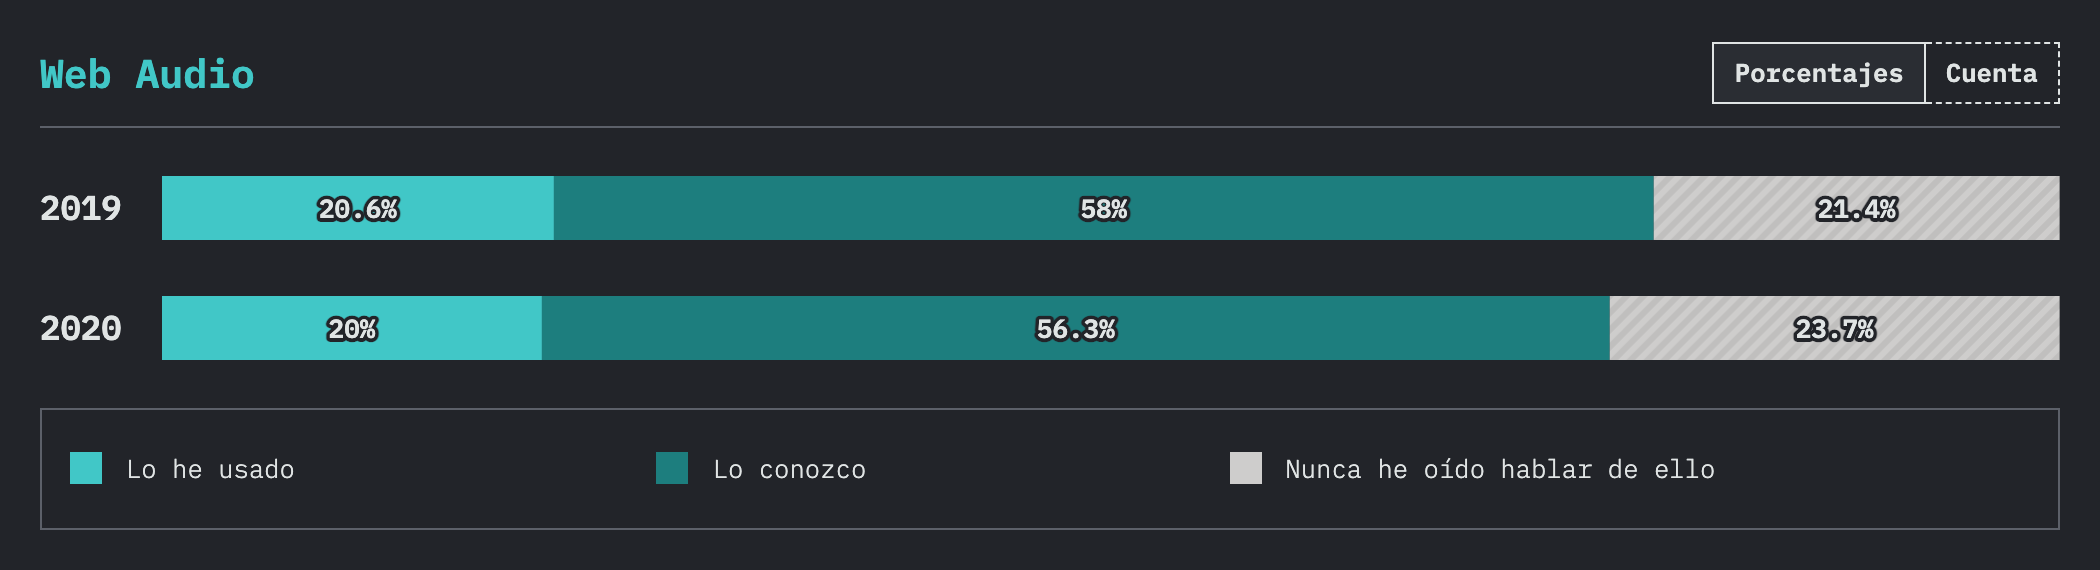 Web Audio
Porcentajes Cuenta
2019 20.6% 58% 21.4%
2020 20% 56.3% 23.7%
Lo he usado Lo conozco Nunca he oído hablar de ello